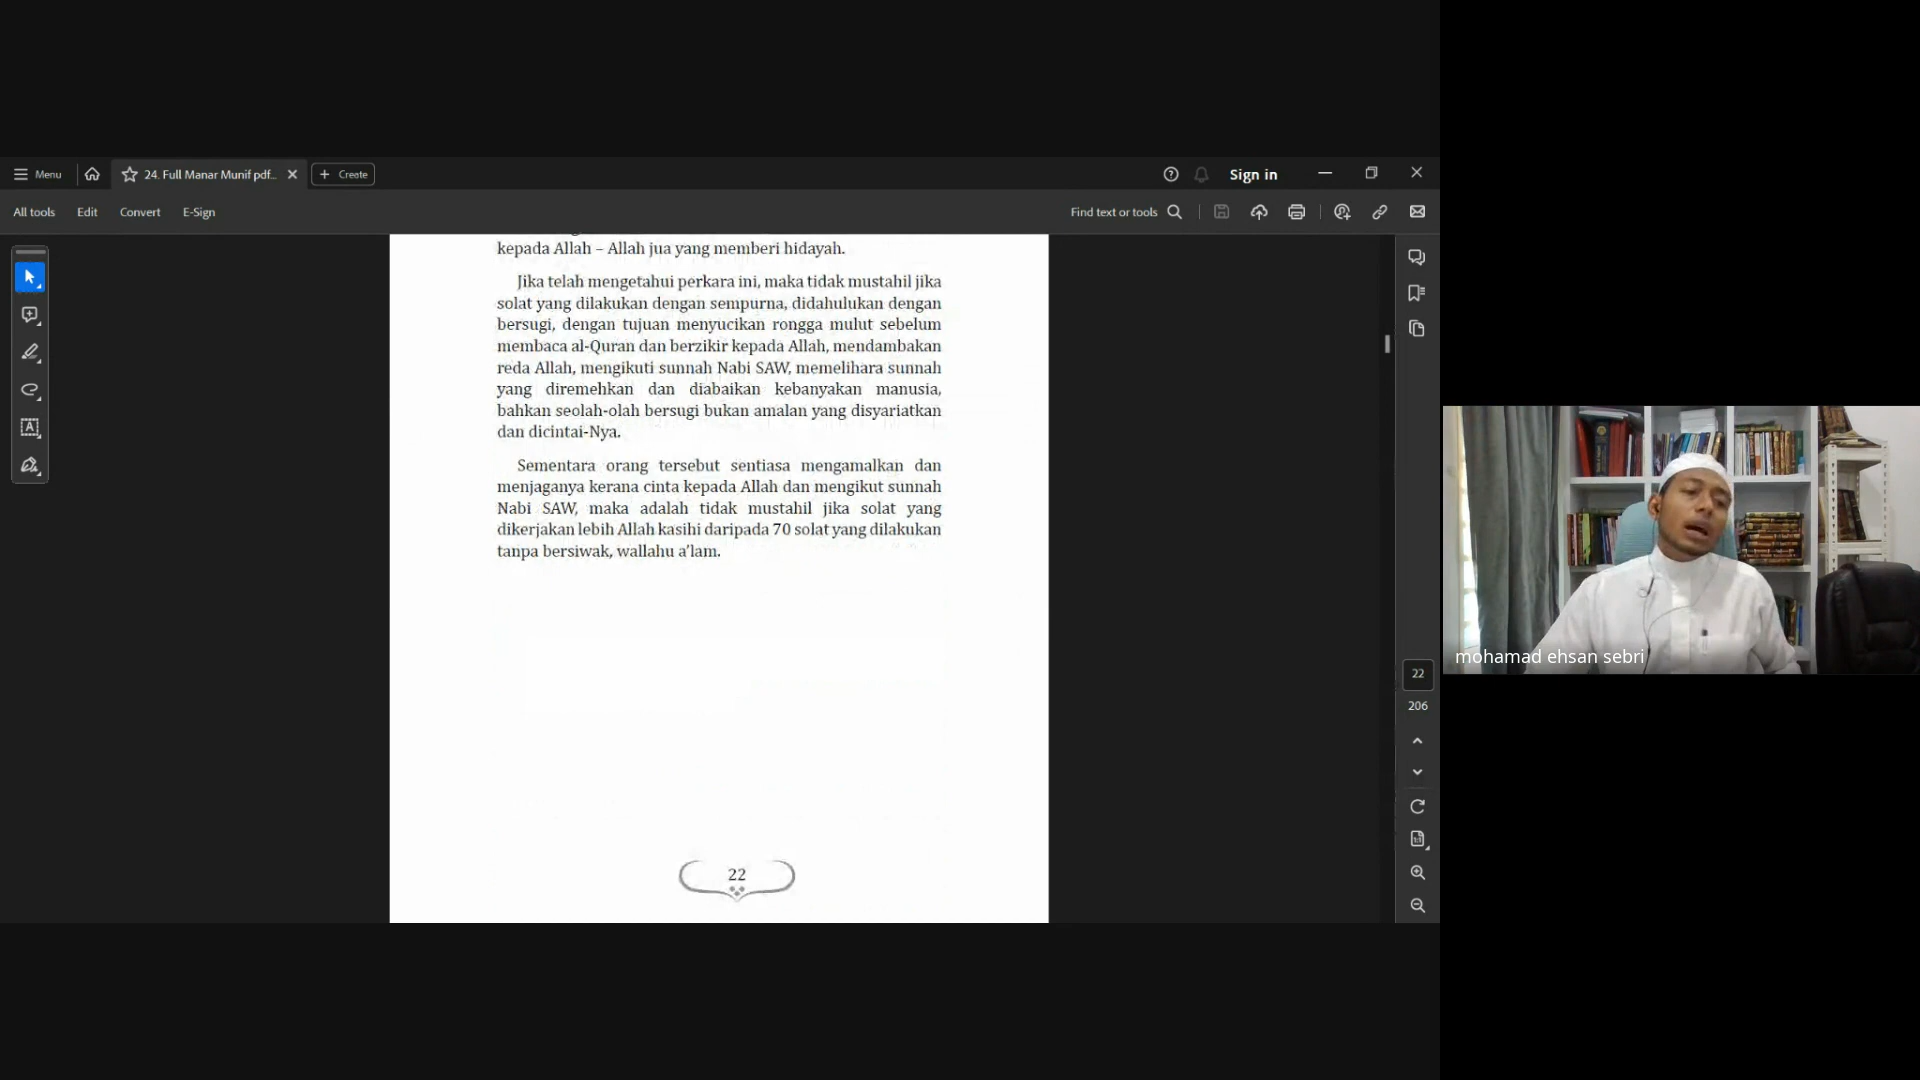 Menu
24. Full Manar Munif pdf...
Create
Sign in
All tools
Edit
Convert
E-Sign
Find text or tools
kepada Allah – Allah jua yang memberi hidayah.
Jika telah mengetahui perkara ini, maka tidak mustahil jika
solat yang dilakukan dengan sempurna, didahulukan dengan
bersugi, dengan tujuan menyucikan rongga mulut sebelum
membaca al-Quran dan berzikir kepada Allah, mendambakan
reda Allah, mengikuti sunnah Nabi SAW, memelihara sunnah
yang diremehkan dan diabaikan kebanyakan manusia,
bahkan seolah-olah bersugi bukan amalan yang disyariatkan
dan dicintai-Nya.
Sementara orang tersebut sentiasa mengamalkan dan
menjaganya kerana cinta kepada Allah dan mengikut sunnah
Nabi SAW, maka adalah tidak mustahil jika solat yang
dikerjakan lebih Allah kasihi daripada 70 solat yang dilakukan
tanpa bersiwak, wallahu a’lam.
22
22
206
mohamad ehsan sebri